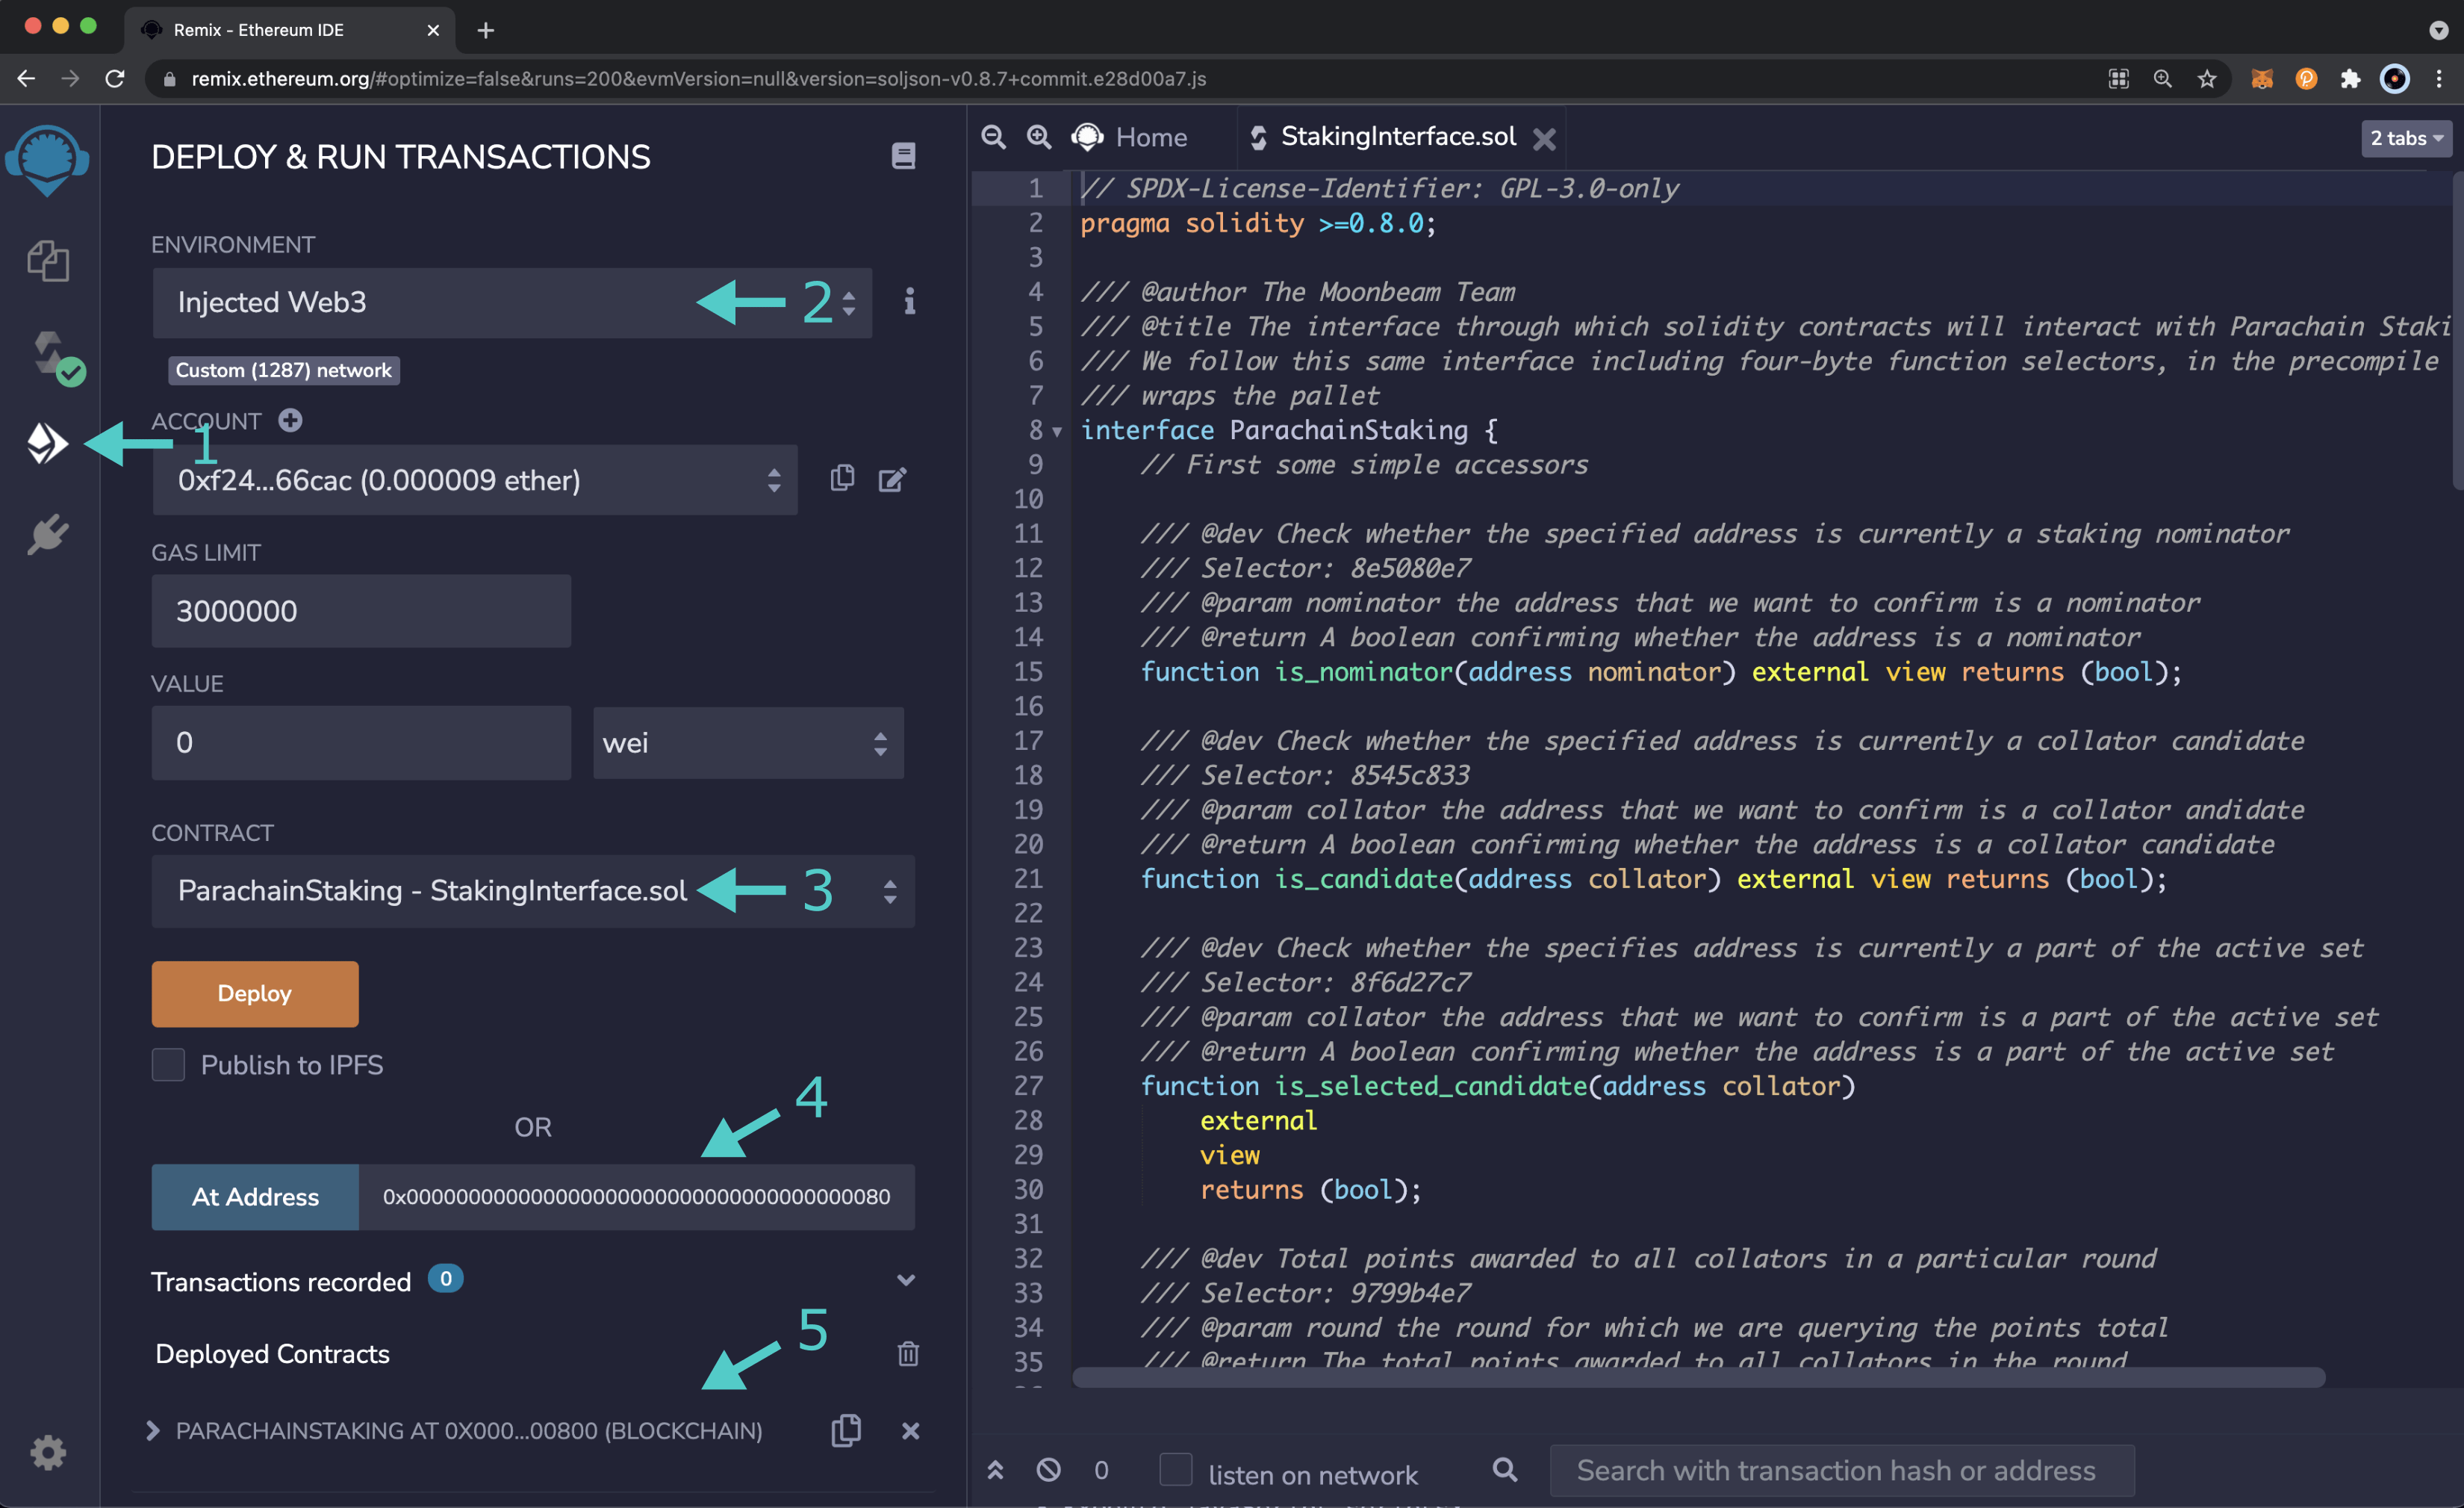 Remix - Ethereum IDE
remix.ethereum.org/#optimize=false&runs=200&evmVersion=null&version=soljson-v0.8.7+commit.e28d00a7.js
DEPLOY & RUN TRANSACTIONS
ENVIRONMENT
Injected Web3
2
Custom (1287) network
ACCOUNT
1
0xf24...66cac (0.000009 ether)
GAS LIMIT
3000000
VALUE
0
wei
CONTRACT
ParachainStaking - StakingInterface.sol
3
Deploy
Publish to IPFS
4
OR
At Address
Transactions recorded 0
5
Deployed Contracts
PARACHAINSTAKING AT 0X000...00800 (BLOCKCHAIN)
Home
StakingInterface.sol
2 tabs
1 // SPDX-License-Identifier: GPL-3.0-only
2 pragma solidity >=0.8.0;
3
4 /// @author The Moonbeam Team
5 /// @title The interface through which solidity contracts will interact with Parachain Staki
6 /// We follow this same interface including four-byte function selectors, in the precompile
7 /// wraps the pallet
8 interface ParachainStaking {
9 // First some simple accessors
10
11 /// @dev Check whether the specified address is currently a staking nominator
12 /// Selector: 8e5080e7
13 /// @param nominator the address that we want to confirm is a nominator
14 /// @return A boolean confirming whether the address is a nominator
15 function is_nominator(address nominator) external view returns (bool);
16
17 /// @dev Check whether the specified address is currently a collator candidate
18 /// Selector: 8545c833
19 /// @param collator the address that we want to confirm is a collator andidate
20 /// @return A boolean confirming whether the address is a collator candidate
21 function is_candidate(address collator) external view returns (bool);
22
23 /// @dev Check whether the specifies address is currently a part of the active set
24 /// Selector: 8f6d27c7
25 /// @param collator the address that we want to confirm is a part of the active set
26 /// @return A boolean confirming whether the address is a part of the active set
27 function is_selected_candidate(address collator)
28 external
29 view
30 returns (bool);
31
32 /// @dev Total points awarded to all collators in a particular round
33 /// Selector: 9799b4e7
34 /// @param round the round for which we are querying the points total
35 /// @return The total points awarded to all collators in the round
0
listen on network
Search with transaction hash or address